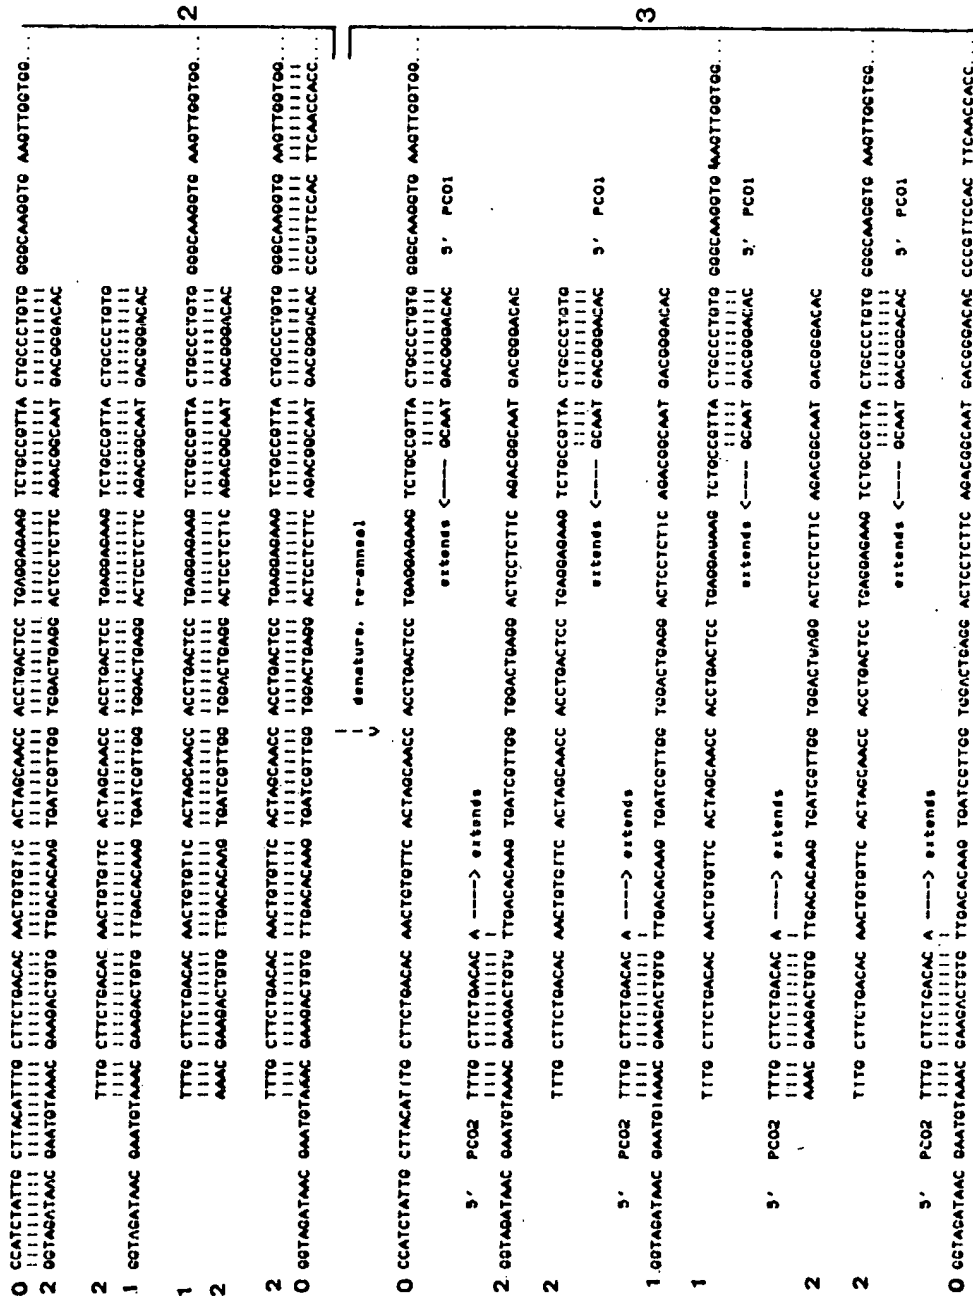 0 CCATCTATTG CTTACATTTG CTTCTGACAC AACTGTGTTC ACTAGCAACC ACCTGACTCC TGAGGAGAAG TCTGCCGTTA CTGCCCTGTG GGGCAAGGTG AAGTTGGTGG...
2 GGTAGATAAC GAATGTAAAC GAAGACTGTG TTGACACAAG TGATCGTTGG TGGACTGAGG ACTCCTCTTC AGACGGCAAT GACGGGACAC
2 TTTG CTTCTGACAC AACTGTGTTC ACTAGCAACC ACCTGACTCC TGAGGAGAAG TCTGCCGTTA CTGCCCTGTG
1 GGTAGATAAC GAATGTAAAC GAAGACTGTG TTGACACAAG TGATCGTTGG TGGACTGAGG ACTCCTCTTC AGACGGCAAT GACGGGACAC
1 TTTG CTTCTGACAC AACTGTGTTC ACTAGCAACC ACCTGACTCC TGAGGAGAAG TCTGCCGTTA CTGCCCTGTG GGGCAAGGTG AAGTTGGTGG...
2 AAAC GAAGACTGTG TTGACACAAG TGATCGTTGG TGGACTGAGG ACTCCTCTTC AGACGGCAAT GACGGGACAC
2 TTTG CTTCTGACAC AACTGTGTTC ACTAGCAACC ACCTGACTCC TGAGGAGAAG TCTGCCGTTA CTGCCCTGTG GGGCAAGGTG AAGTTGGTGG...
0 GGTAGATAAC GAATGTAAAC GAAGACTGTG TTGACACAAG TGATCGTTGG TGGACTGAGG ACTCCTCTTC AGACGGCAAT GACGGGACAC CCCGTTCCAC TTCAACCACC...
2
denature, re-anneal
0 CCATCTATTG CTTACATTTG CTTCTGACAC AACTGTGTTC ACTAGCAACC ACCTGACTCC TGAGGAGAAG TCTGCCGTTA CTGCCCTGTG GGGCAAGGTG AAGTTGGTGG...
extends <---- GCAAT GACGGGACAC 5' PCO1
5' PCO2 TTTG CTTCTGACAC A ----> extends
2 GGTAGATAAC GAATGTAAAC GAAGACTGTG TTGACACAAG TGATCGTTGG TGGACTGAGG ACTCCTCTTC AGACGGCAAT GACGGGACAC
2 TTTG CTTCTGACAC AACTGTGTTC ACTAGCAACC ACCTGACTCC TGAGGAGAAG TCTGCCGTTA CTGCCCTGTG
extends <---- GCAAT GACGGGACAC 5' PCO1
5' PCO2 TTTG CTTCTGACAC A ----> extends
1 GGTAGATAAC GAATGTAAAC GAAGACTGTG TTGACACAAG TGATCGTTGG TGGACTGAGG ACTCCTCTTC AGACGGCAAT GACGGGACAC
1 TTTG CTTCTGACAC AACTGTGTTC ACTAGCAACC ACCTGACTCC TGAGGAGAAG TCTGCCGTTA CTGCCCTGTG GGGCAAGGTG AAGTTGGTGG...
extends <---- GCAAT GACGGGACAC 5' PCO1
5' PCO2 TTTG CTTCTGACAC A ----> extends
2 AAAC GAAGACTGTG TTGACACAAG TGATCGTTGG TGGACTGAGG ACTCCTCTTC AGACGGCAAT GACGGGACAC
2 TTTG CTTCTGACAC AACTGTGTTC ACTAGCAACC ACCTGACTCC TGAGGAGAAG TCTGCCGTTA CTGCCCTGTG GGGCAAGGTG AAGTTGGTGG...
extends <---- GCAAT GACGGGACAC 5' PCO1
5' PCO2 TTTG CTTCTGACAC A ----> extends
0 GGTAGATAAC GAATGTAAAC GAAGACTGTG TTGACACAAG TGATCGTTGG TGGACTGAGG ACTCCTCTTC AGACGGCAAT GACGGGACAC CCCGTTCCAC TTCAACCACC...
3